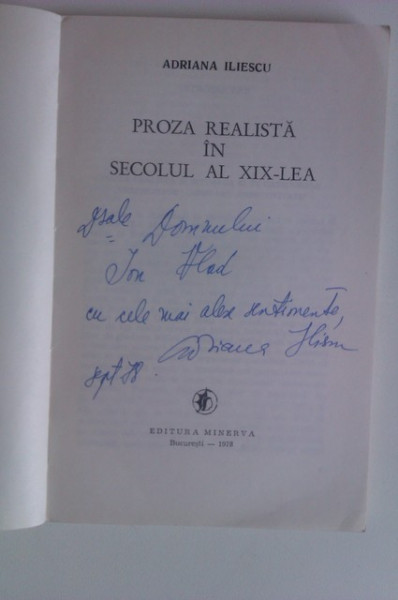 ADRIANA ILIESCU
PROZA REALISTĂ
ÎN
SECOLUL AL XIX-LEA
Dsale Domnului
Ion Vlad
cu cele mai alese sentimente,
Adriana Iliescu
sept 78.
EDITURA MINERVA
București — 1978